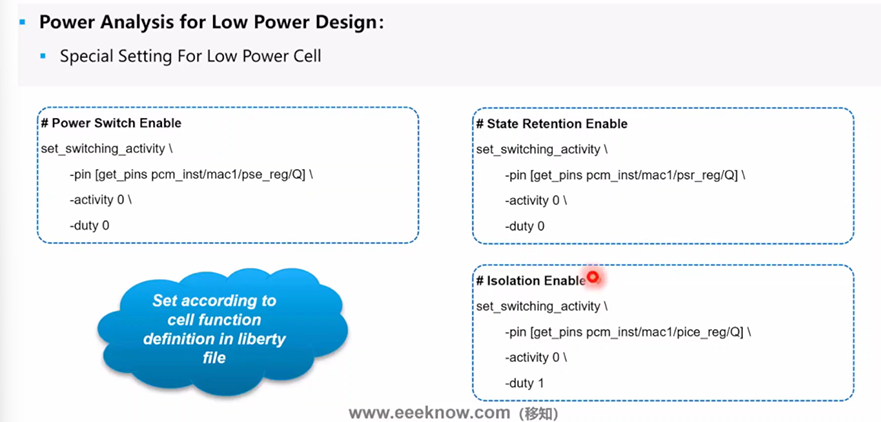 Power Analysis for Low Power Design:
Special Setting For Low Power Cell
# Power Switch Enable
set_switching_activity \
-pin [get_pins pcm_inst/mac1/pse_reg/Q] \
-activity 0 \
-duty 0
# State Retention Enable
set_switching_activity \
-pin [get_pins pcm_inst/mac1/psr_reg/Q] \
-activity 0 \
-duty 0
Set according to
cell function
definition in liberty
file
# Isolation Enable
set_switching_activity \
-pin [get_pins pcm_inst/mac1/pice_reg/Q] \
-activity 0 \
-duty 1
www.eeeknow.com（移知）